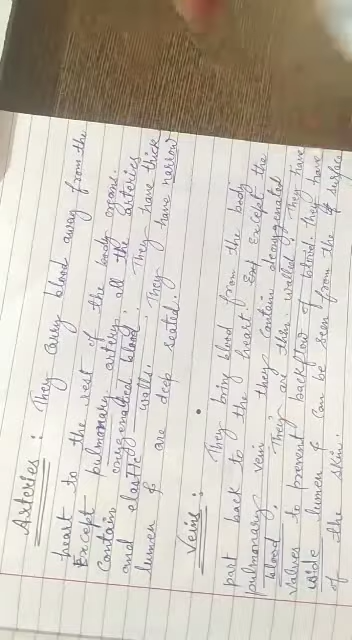 Arteries : They carry blood away from the
heart to the rest of the body organs.
Except pulmonary artery all the arteries
contain oxygenated blood. They have thick
and elastic walls. They have narrow
lumen & are deep seated.
Veins :
They bring blood from the body
part back to the heart. Except the
pulmonary vein they contain deoxygenated
blood. They are thin walled. They have
valves to prevent backflow of blood. They have
wide lumen & can be seen from the surface
of the skin.